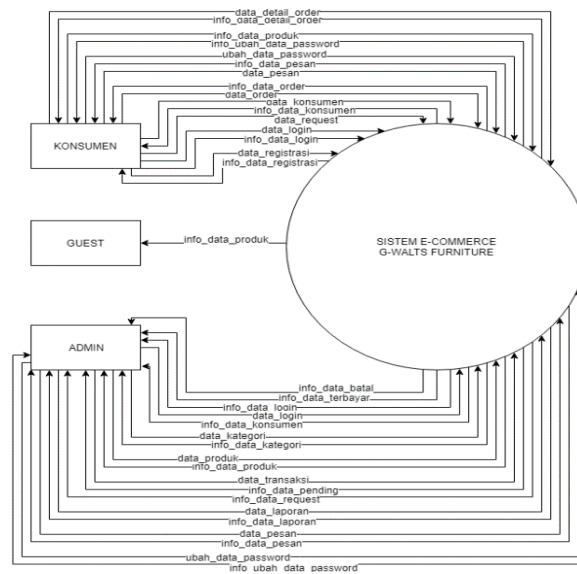 data_detail_order
info_data_detail_order
info_data_produk
info_ubah_data_password
ubah_data_password
info_data_pesan
data_pesan
info_data_order
data_order
data_konsumen
info_data_konsumen
data_request
data_login
info_data_login
data_registrasi
info_data_registrasi
KONSUMEN
GUEST
info_data_produk
SISTEM E-COMMERCE
G-WALTS FURNITURE
ADMIN
info_data_batal
info_data_terbayar
info_data_login
data_login
info_data_konsumen
data_kategori
info_data_kategori
data_produk
info_data_produk
data_transaksi
info_data_pending
info_data_request
data_laporan
info_data_laporan
data_pesan
info_data_pesan
ubah_data_password
info_ubah_data_password